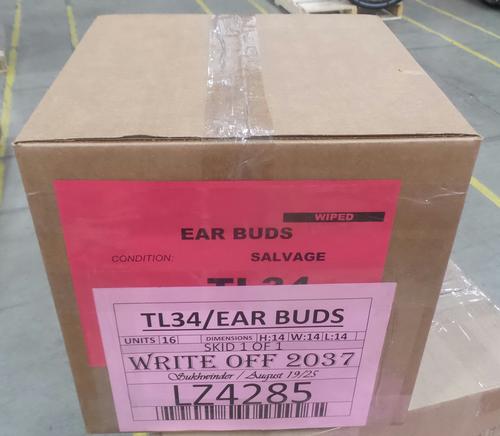 WIPED
EAR BUDS
CONDITION: SALVAGE
TL34
TL34/EAR BUDS
UNITS 16 DIMENSIONS H:14 W:14 L:14
SKID 1 OF 1
WRITE OFF 2037
Sukhwinder / August 19/25
LZ4285